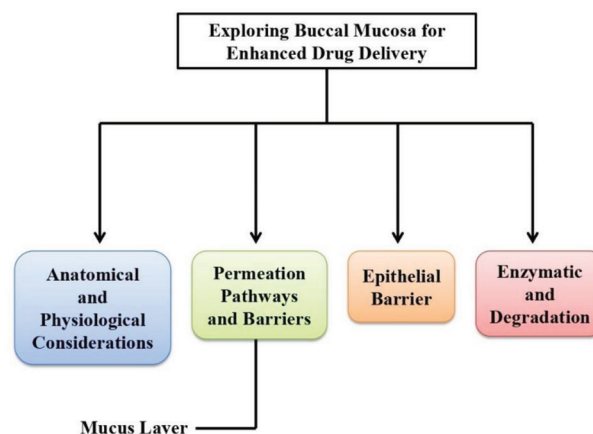 Exploring Buccal Mucosa for
Enhanced Drug Delivery
Anatomical
and
Physiological
Considerations
Permeation
Pathways
and Barriers
Epithelial
Barrier
Enzymatic
and
Degradation
Mucus Layer